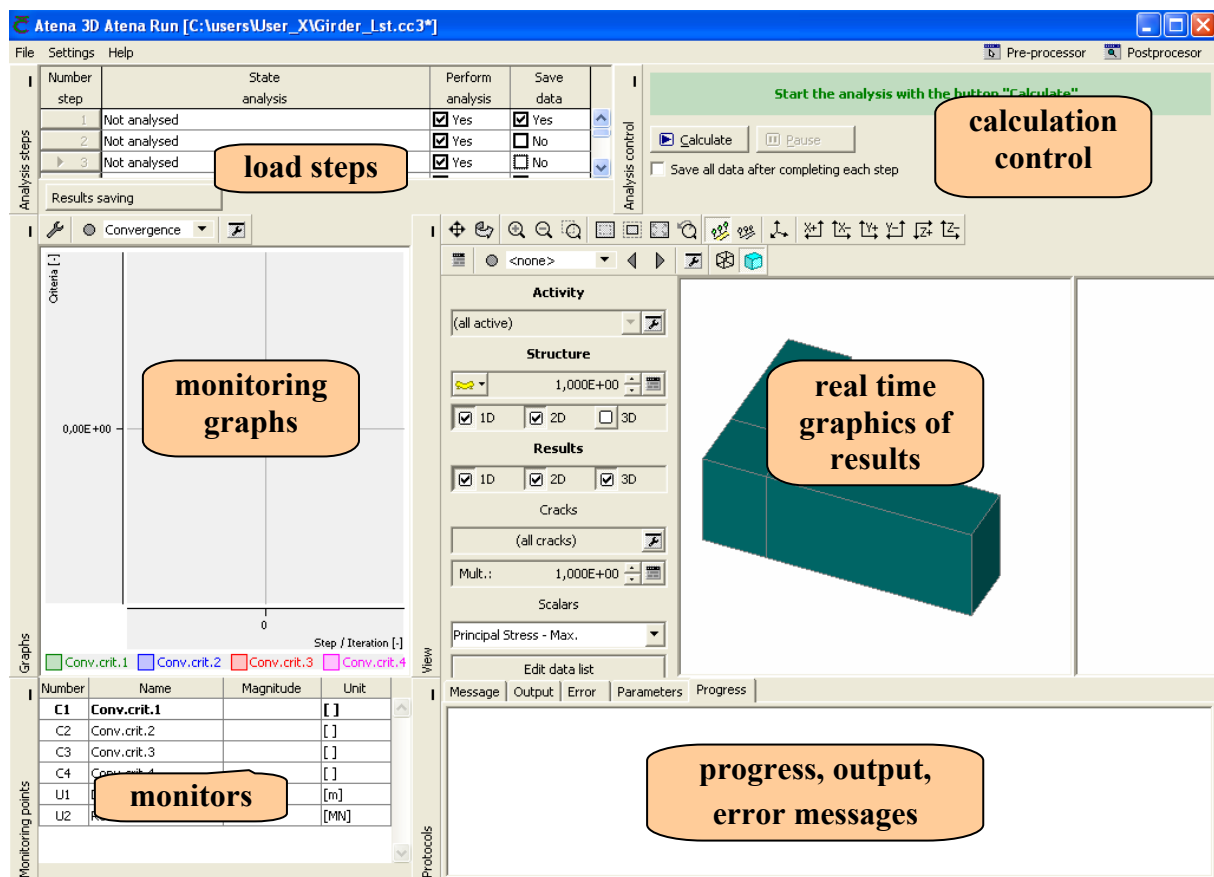 Atena 3D Atena Run [C:\users\User_X\Girder_Lst.cc3*]
File Settings Help
Pre-processor Postprocesor
Analysis steps
Number step State analysis Perform analysis Save data
1 Not analysed Yes Yes
2 Not analysed Yes No
3 Not analysed Yes No
load steps
Results saving
Analysis control
Start the analysis with the button "Calculate"
Calculate Pause
Save all data after completing each step
calculation
control
Graphs
Convergence
Criteria [-]
0,00E+00
0
Step / Iteration [-]
Conv.crit.1 Conv.crit.2 Conv.crit.3 Conv.crit.4
monitoring
graphs
View
X+ X- Y+ Y- Z+ Z-
<none>
Activity
(all active)
Structure
1,000E+00
1D 2D 3D
Results
1D 2D 3D
Cracks
(all cracks)
Mult.: 1,000E+00
Scalars
Principal Stress - Max.
Edit data list
real time
graphics of
results
Monitoring points
Number Name Magnitude Unit
C1 Conv.crit.1 [ ]
C2 Conv.crit.2 [ ]
C3 Conv.crit.3 [ ]
C4 [ ]
U1 [m]
U2 [MN]
monitors
Protocols
Message Output Error Parameters Progress
progress, output,
error messages